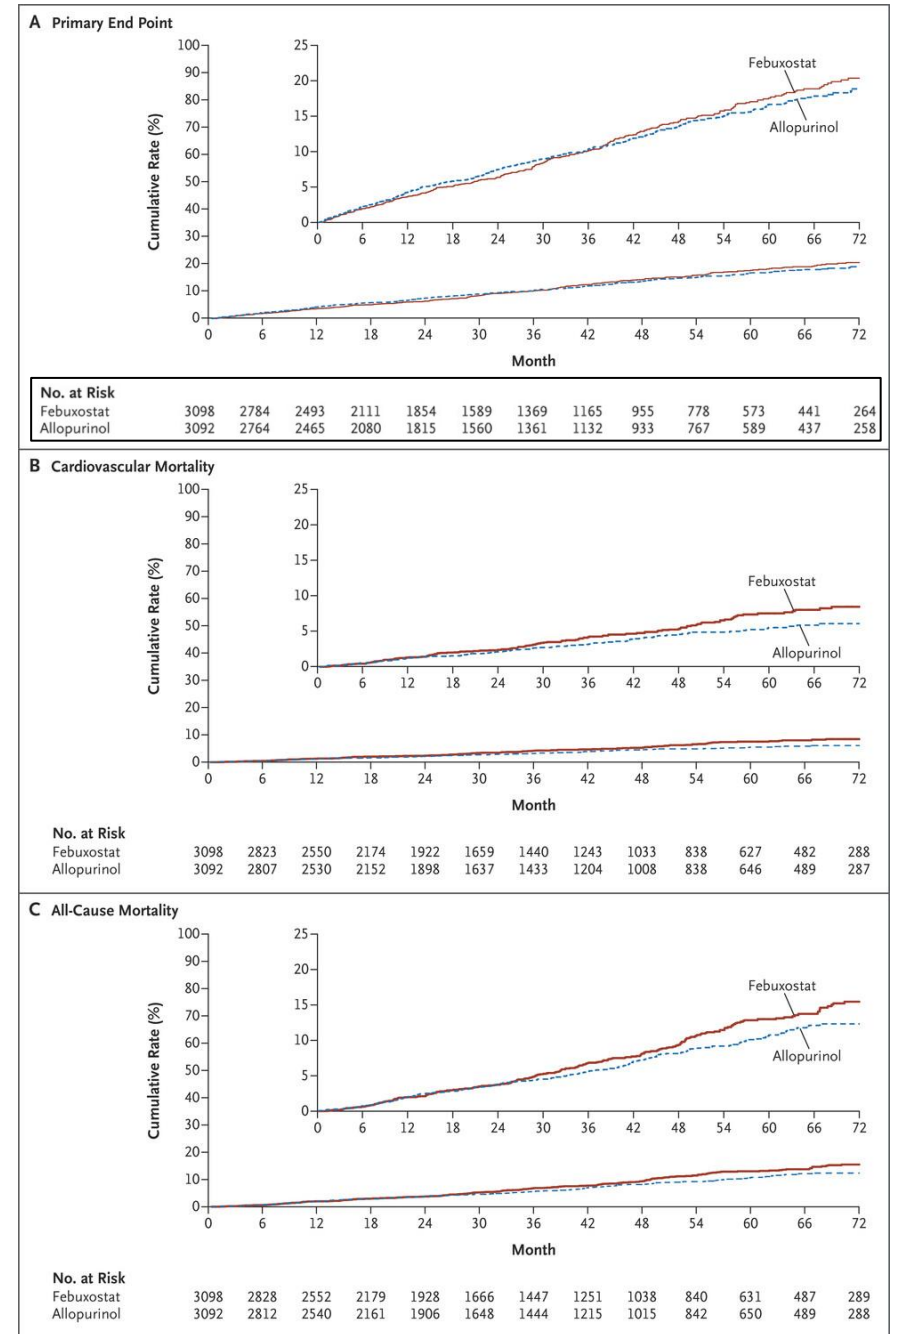 A Primary End Point
100
90
80
70
60
50
40
30
20
10
0
Cumulative Rate (%)
25
20
15
10
5
0
0 6 12 18 24 30 36 42 48 54 60 66 72
Febuxostat
Allopurinol
0 6 12 18 24 30 36 42 48 54 60 66 72
Month
No. at Risk
Febuxostat 3098 2784 2493 2111 1854 1589 1369 1165 955 778 573 441 264
Allopurinol 3092 2764 2465 2080 1815 1560 1361 1132 933 767 589 437 258
B Cardiovascular Mortality
100
90
80
70
60
50
40
30
20
10
0
Cumulative Rate (%)
25
20
15
10
5
0
0 6 12 18 24 30 36 42 48 54 60 66 72
Febuxostat
Allopurinol
0 6 12 18 24 30 36 42 48 54 60 66 72
Month
No. at Risk
Febuxostat 3098 2823 2550 2174 1922 1659 1440 1243 1033 838 627 482 288
Allopurinol 3092 2807 2530 2152 1898 1637 1433 1204 1008 838 646 489 287
C All-Cause Mortality
100
90
80
70
60
50
40
30
20
10
0
Cumulative Rate (%)
25
20
15
10
5
0
0 6 12 18 24 30 36 42 48 54 60 66 72
Febuxostat
Allopurinol
0 6 12 18 24 30 36 42 48 54 60 66 72
Month
No. at Risk
Febuxostat 3098 2828 2552 2179 1928 1666 1447 1251 1038 840 631 487 289
Allopurinol 3092 2812 2540 2161 1906 1648 1444 1215 1015 842 650 489 288